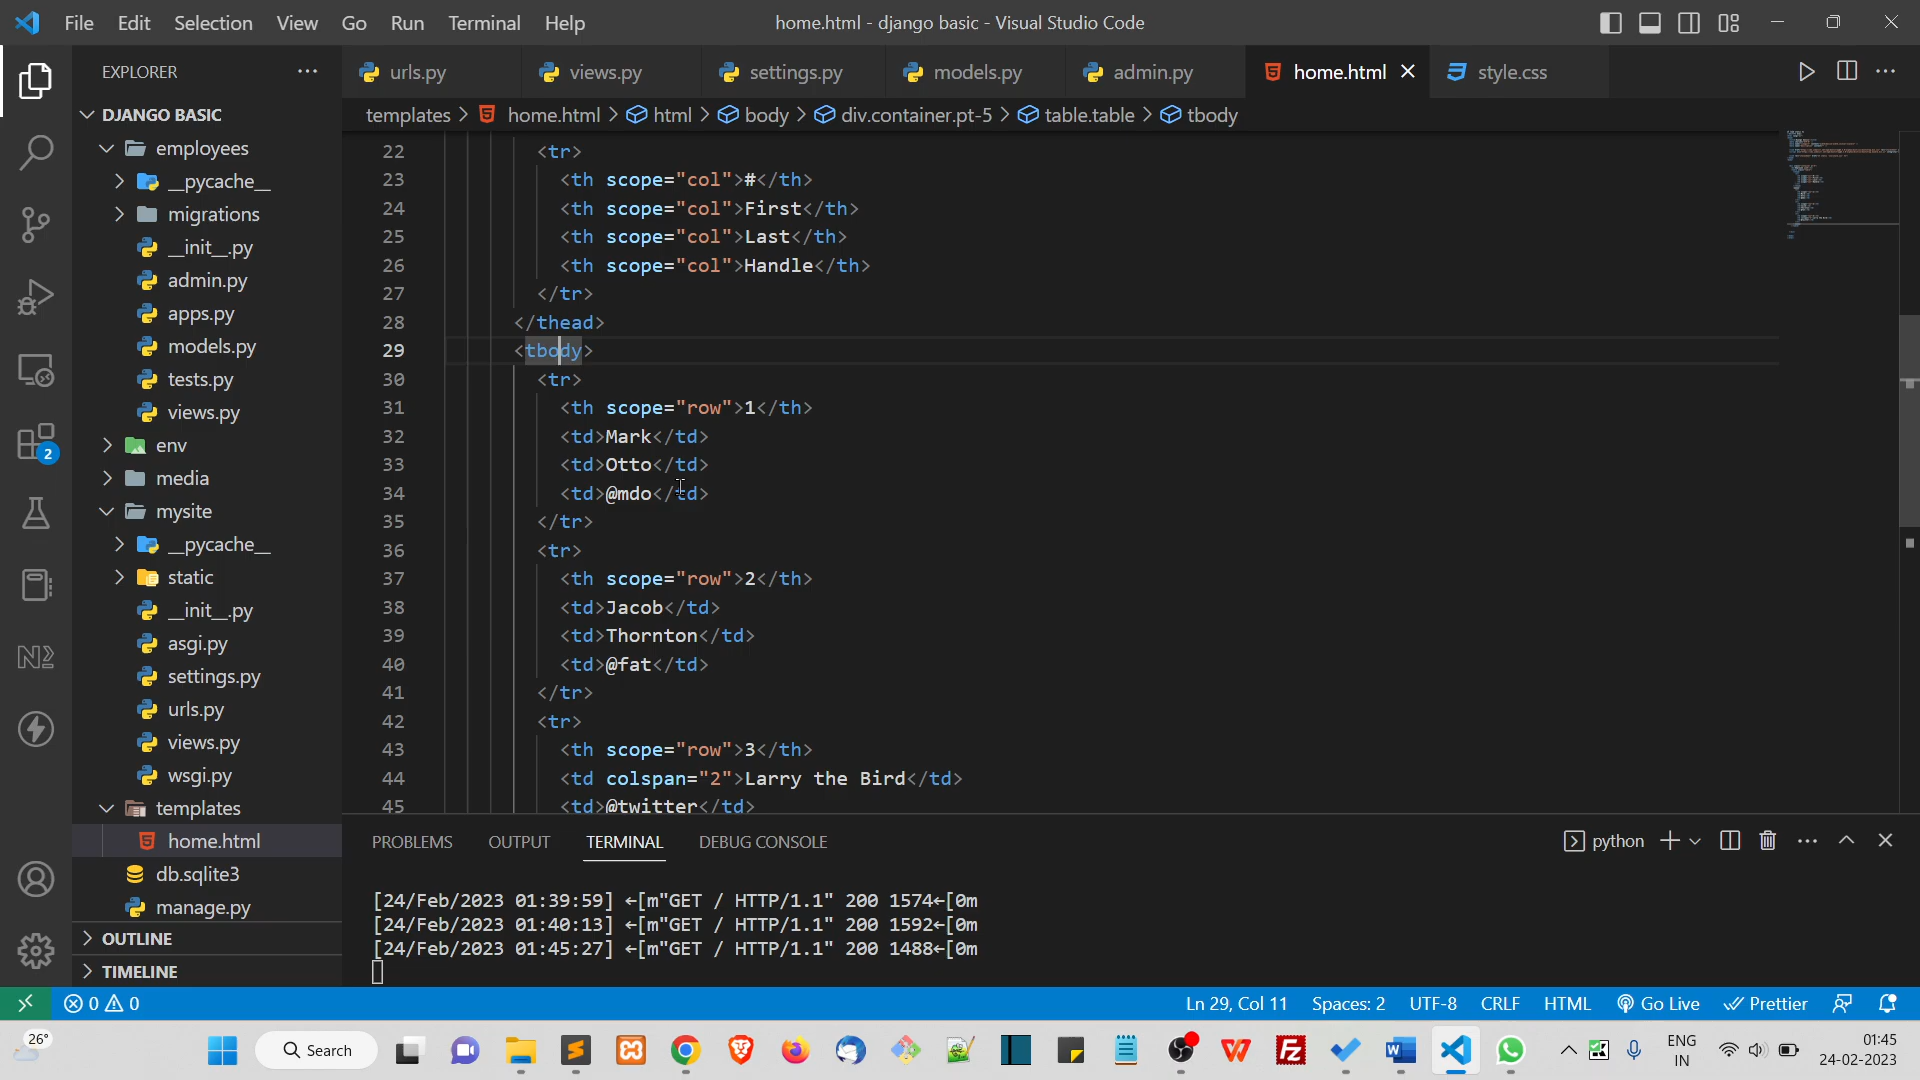 File Edit Selection View Go Run Terminal Help home.html - django basic - Visual Studio Code
EXPLORER
urls.py views.py settings.py models.py admin.py home.html style.css
templates > home.html > html > body > div.container.pt-5 > table.table > tbody
DJANGO BASIC
employees
__pycache__
migrations
__init__.py
admin.py
apps.py
models.py
tests.py
views.py
env
media
mysite
__pycache__
static
__init__.py
asgi.py
settings.py
urls.py
views.py
wsgi.py
templates
home.html
db.sqlite3
manage.py
OUTLINE
TIMELINE
22 <tr>
23 <th scope="col">#</th>
24 <th scope="col">First</th>
25 <th scope="col">Last</th>
26 <th scope="col">Handle</th>
27 </tr>
28 </thead>
29 <tbody>
30 <tr>
31 <th scope="row">1</th>
32 <td>Mark</td>
33 <td>Otto</td>
34 <td>@mdo</td>
35 </tr>
36 <tr>
37 <th scope="row">2</th>
38 <td>Jacob</td>
39 <td>Thornton</td>
40 <td>@fat</td>
41 </tr>
42 <tr>
43 <th scope="row">3</th>
44 <td colspan="2">Larry the Bird</td>
45 <td>@twitter</td>
PROBLEMS OUTPUT TERMINAL DEBUG CONSOLE python
[24/Feb/2023 01:39:59] ←[m"GET / HTTP/1.1" 200 1574←[0m
[24/Feb/2023 01:40:13] ←[m"GET / HTTP/1.1" 200 1592←[0m
[24/Feb/2023 01:45:27] ←[m"GET / HTTP/1.1" 200 1488←[0m
2
0 0 Ln 29, Col 11 Spaces: 2 UTF-8 CRLF HTML Go Live Prettier
26° Search ENG 01:45
IN 24-02-2023